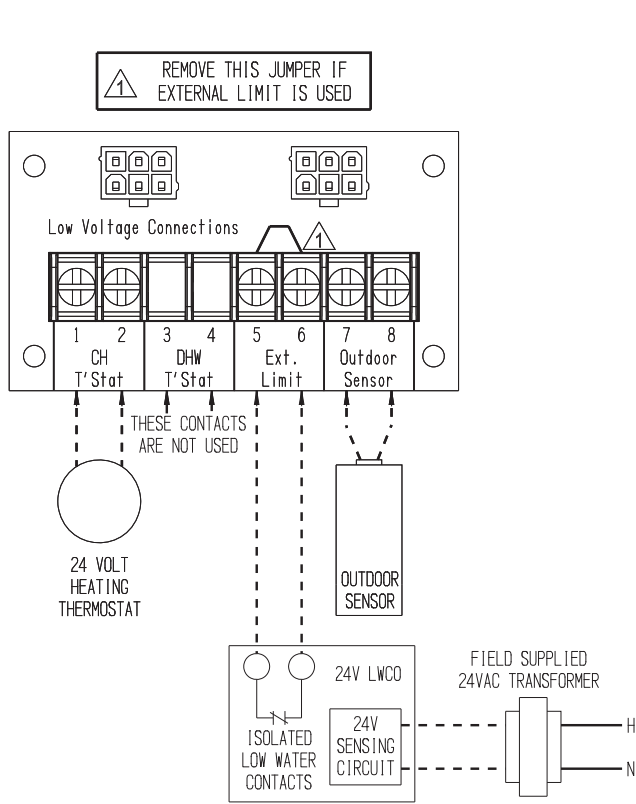 REMOVE THIS JUMPER IF
1 EXTERNAL LIMIT IS USED
Low Voltage Connections
1
1 2 3 4 5 6 7 8
CH DHW Ext. Outdoor
T'Stat T'Stat Limit Sensor
THESE CONTACTS
ARE NOT USED
24 VOLT
HEATING
THERMOSTAT
OUTDOOR
SENSOR
24V LWCO
ISOLATED
LOW WATER
CONTACTS
24V
SENSING
CIRCUIT
FIELD SUPPLIED
24VAC TRANSFORMER
H
N